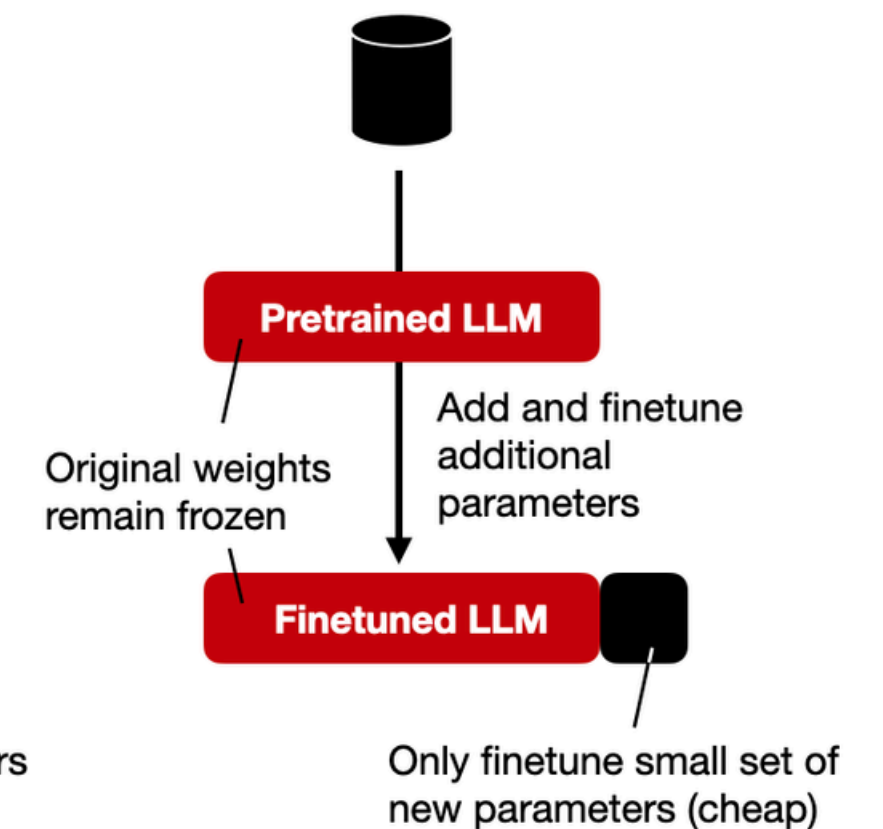 Pretrained LLM
Add and finetune
additional
parameters
Original weights
remain frozen
Finetuned LLM
rs
Only finetune small set of
new parameters (cheap)